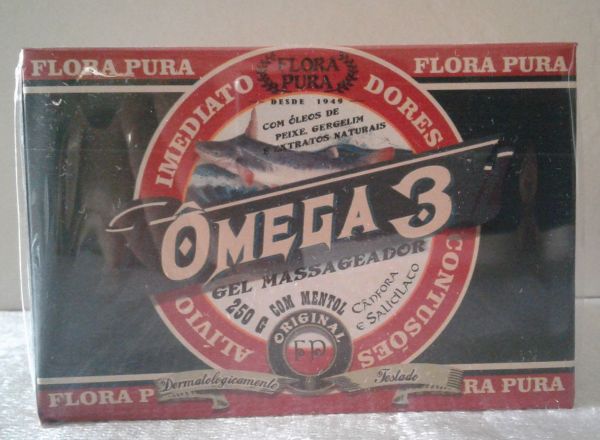 FLORA PURA
FLORA PURA
FLORA
PURA
DESDE 1949
COM ÓLEOS DE
PEIXE, GERGELIM
E EXTRATOS NATURAIS
ALÍVIO IMEDIATO
DORES CONTUSÕES
ÔMEGA 3
GEL MASSAGEADOR
250 G COM MENTOL
CÂNFORA
E SALICILATO
ORIGINAL
FP
Dermatologicamente Testado
FLORA P
RA PURA